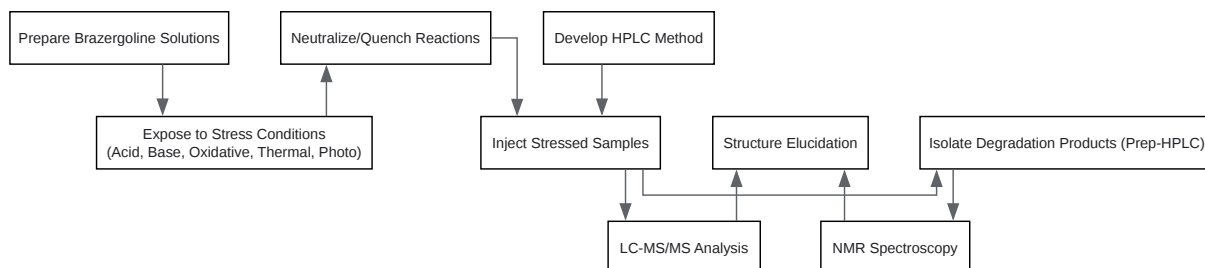 Prepare Brazergoline Solutions
Neutralize/Quench Reactions
Develop HPLC Method
Expose to Stress Conditions
(Acid, Base, Oxidative, Thermal, Photo)
Inject Stressed Samples
Structure Elucidation
Isolate Degradation Products (Prep-HPLC)
LC-MS/MS Analysis
NMR Spectroscopy